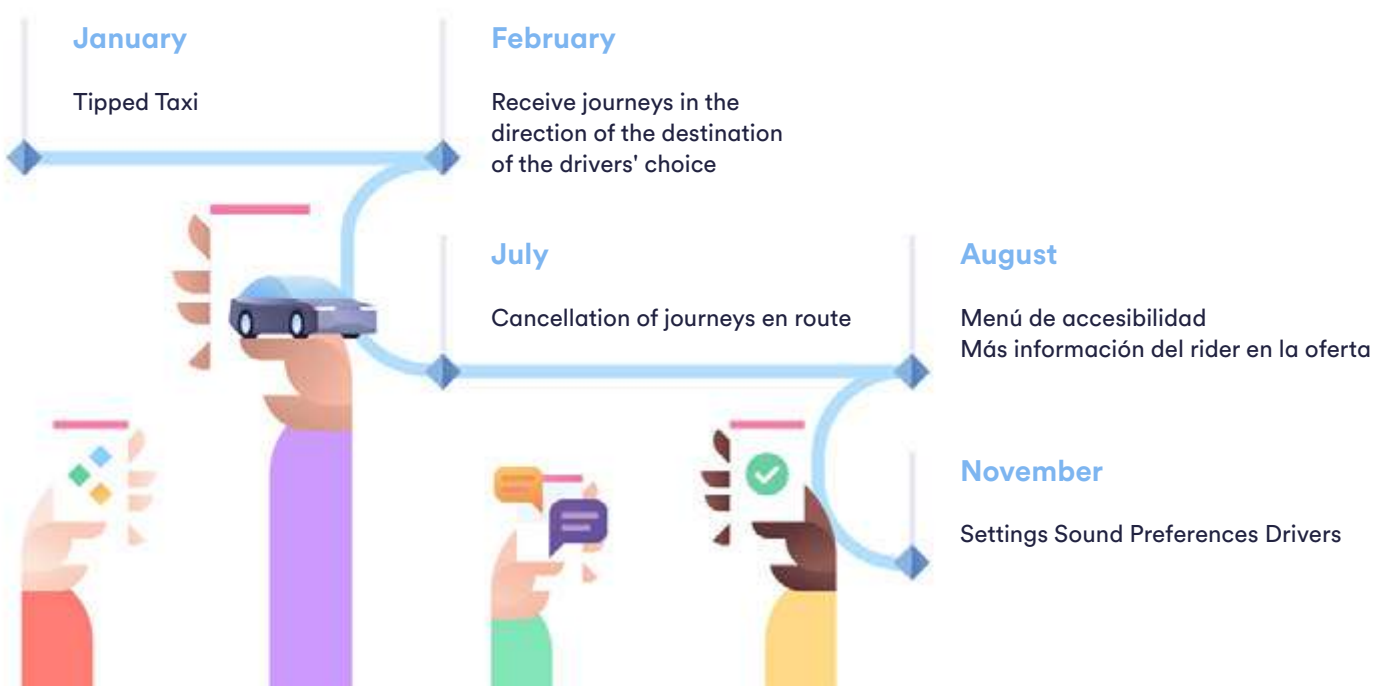 January
Tipped Taxi
February
Receive journeys in the
direction of the destination
of the drivers' choice
July
Cancellation of journeys en route
August
Menú de accesibilidad
Más información del rider en la oferta
November
Settings Sound Preferences Drivers